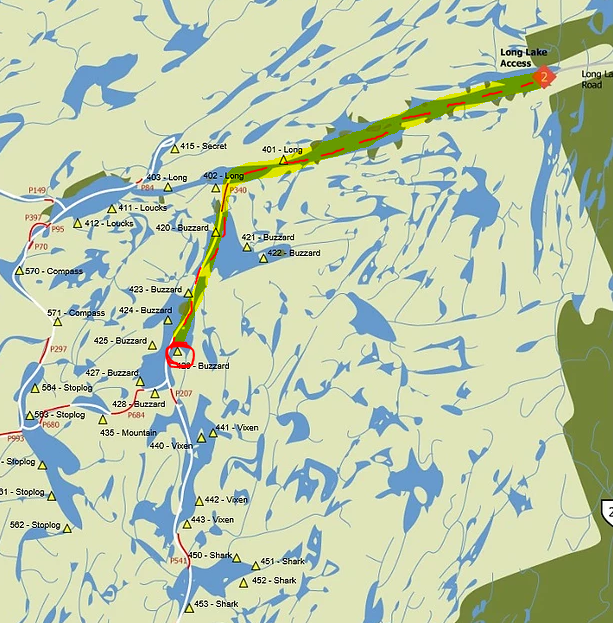 Long Lake
Access
2
Long La
Road
415 - Secret
401 - Long
403 - Long
402 - Long
P84
P340
P149
411 - Loucks
P397
412 - Loucks
P95
420 - Buzzard
421 - Buzzard
P70
422 - Buzzard
570 - Compass
423 - Buzzard
424 - Buzzard
571 - Compass
425 - Buzzard
P297
Buzzard
427 - Buzzard
564 - Stoplog
P207
428 - Buzzard
563 - Stoplog
P684
P680
435 - Mountain
P993
441 - Vixen
440 - Vixen
- Stoplog
61 - Stoplog
442 - Vixen
2
562 - Stoplog
443 - Vixen
450 - Shark
P541
451 - Shark
452 - Shark
453 - Shark